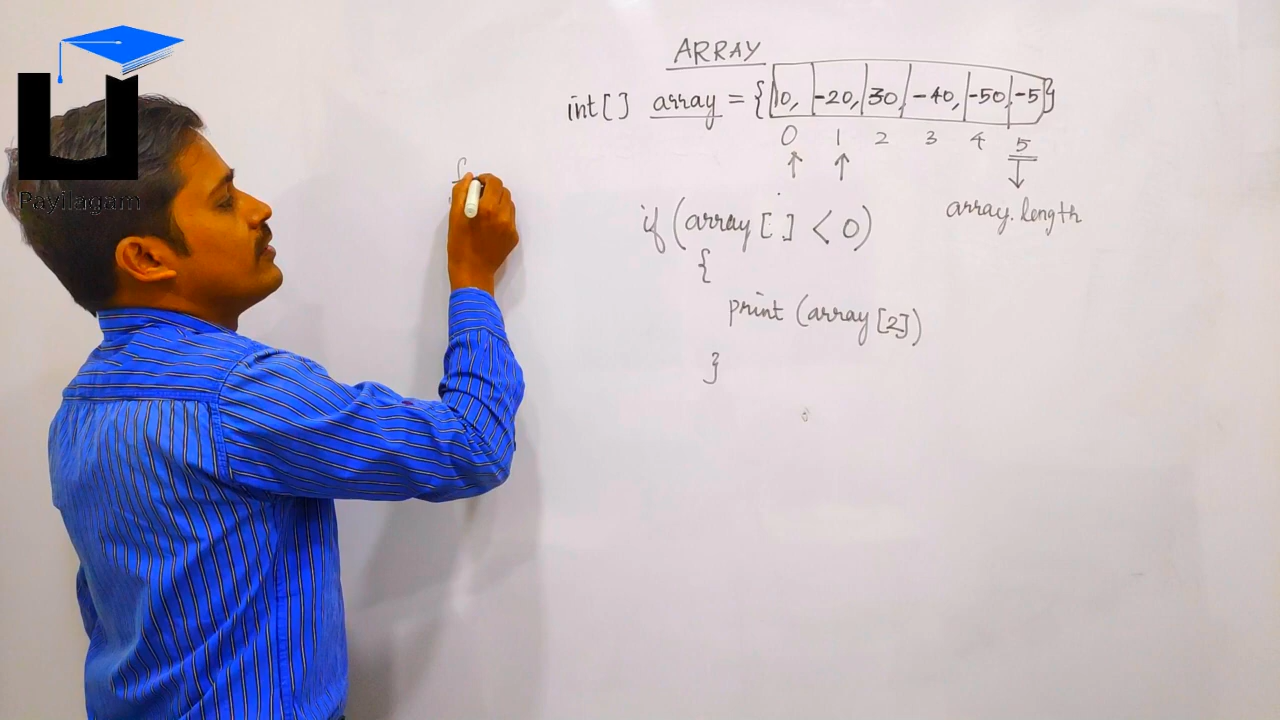 Payilagam
ARRAY
int[] array = {10, -20, 30, -40, -50, -5}
0 1 2 3 4 5
array.length
if (array[ ] < 0)
{
print (array[2])
}